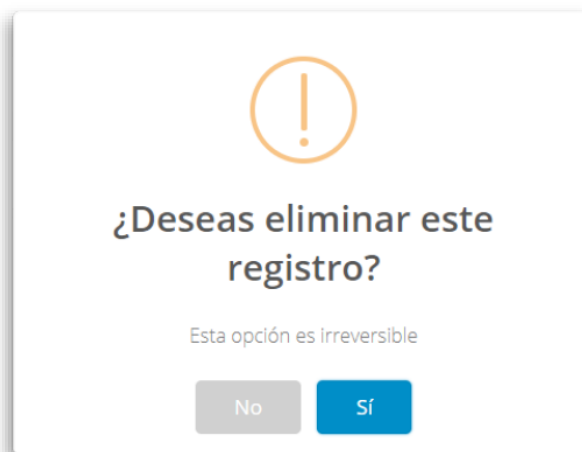 ¿Deseas eliminar este
registro?
Esta opción es irreversible
No Sí